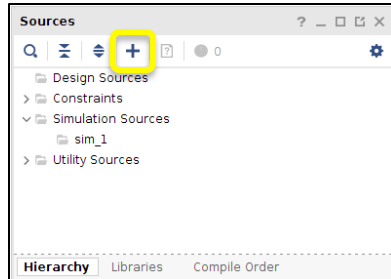 Sources
? _ □
0
Design Sources
Constraints
Simulation Sources
sim_1
Utility Sources
Hierarchy Libraries Compile Order